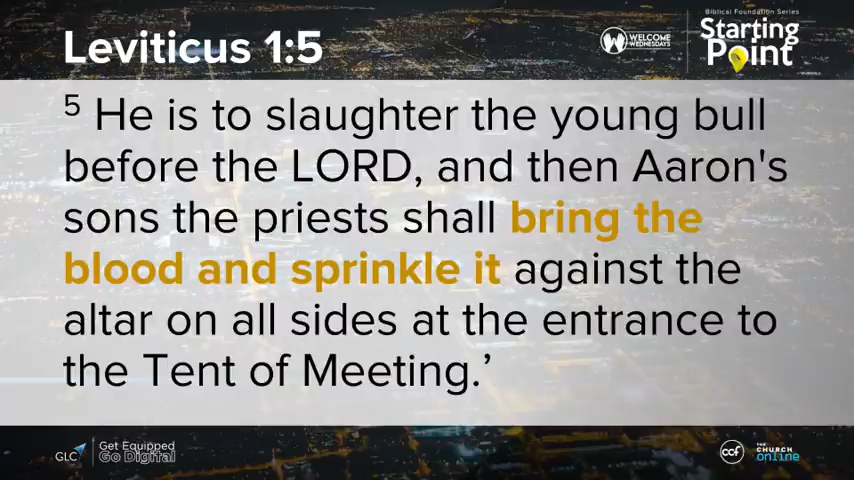 Leviticus 1:5
WELCOME
WEDNESDAYS
Biblical Foundation Series
Starting
Point
5 He is to slaughter the young bull
before the LORD, and then Aaron's
sons the priests shall bring the
blood and sprinkle it against the
altar on all sides at the entrance to
the Tent of Meeting.’
GLC
Get Equipped
Go Digital
ccf
THE
CHURCH
online